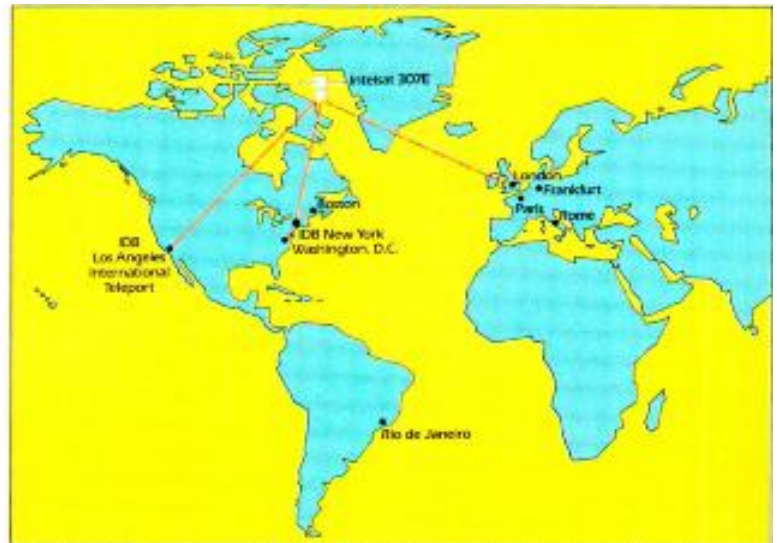 Intelsat 307E
London
Frankfurt
Paris
Rome
Boston
IDB New York
Washington, D.C.
IDB
Los Angeles
International
Teleport
Rio de Janeiro